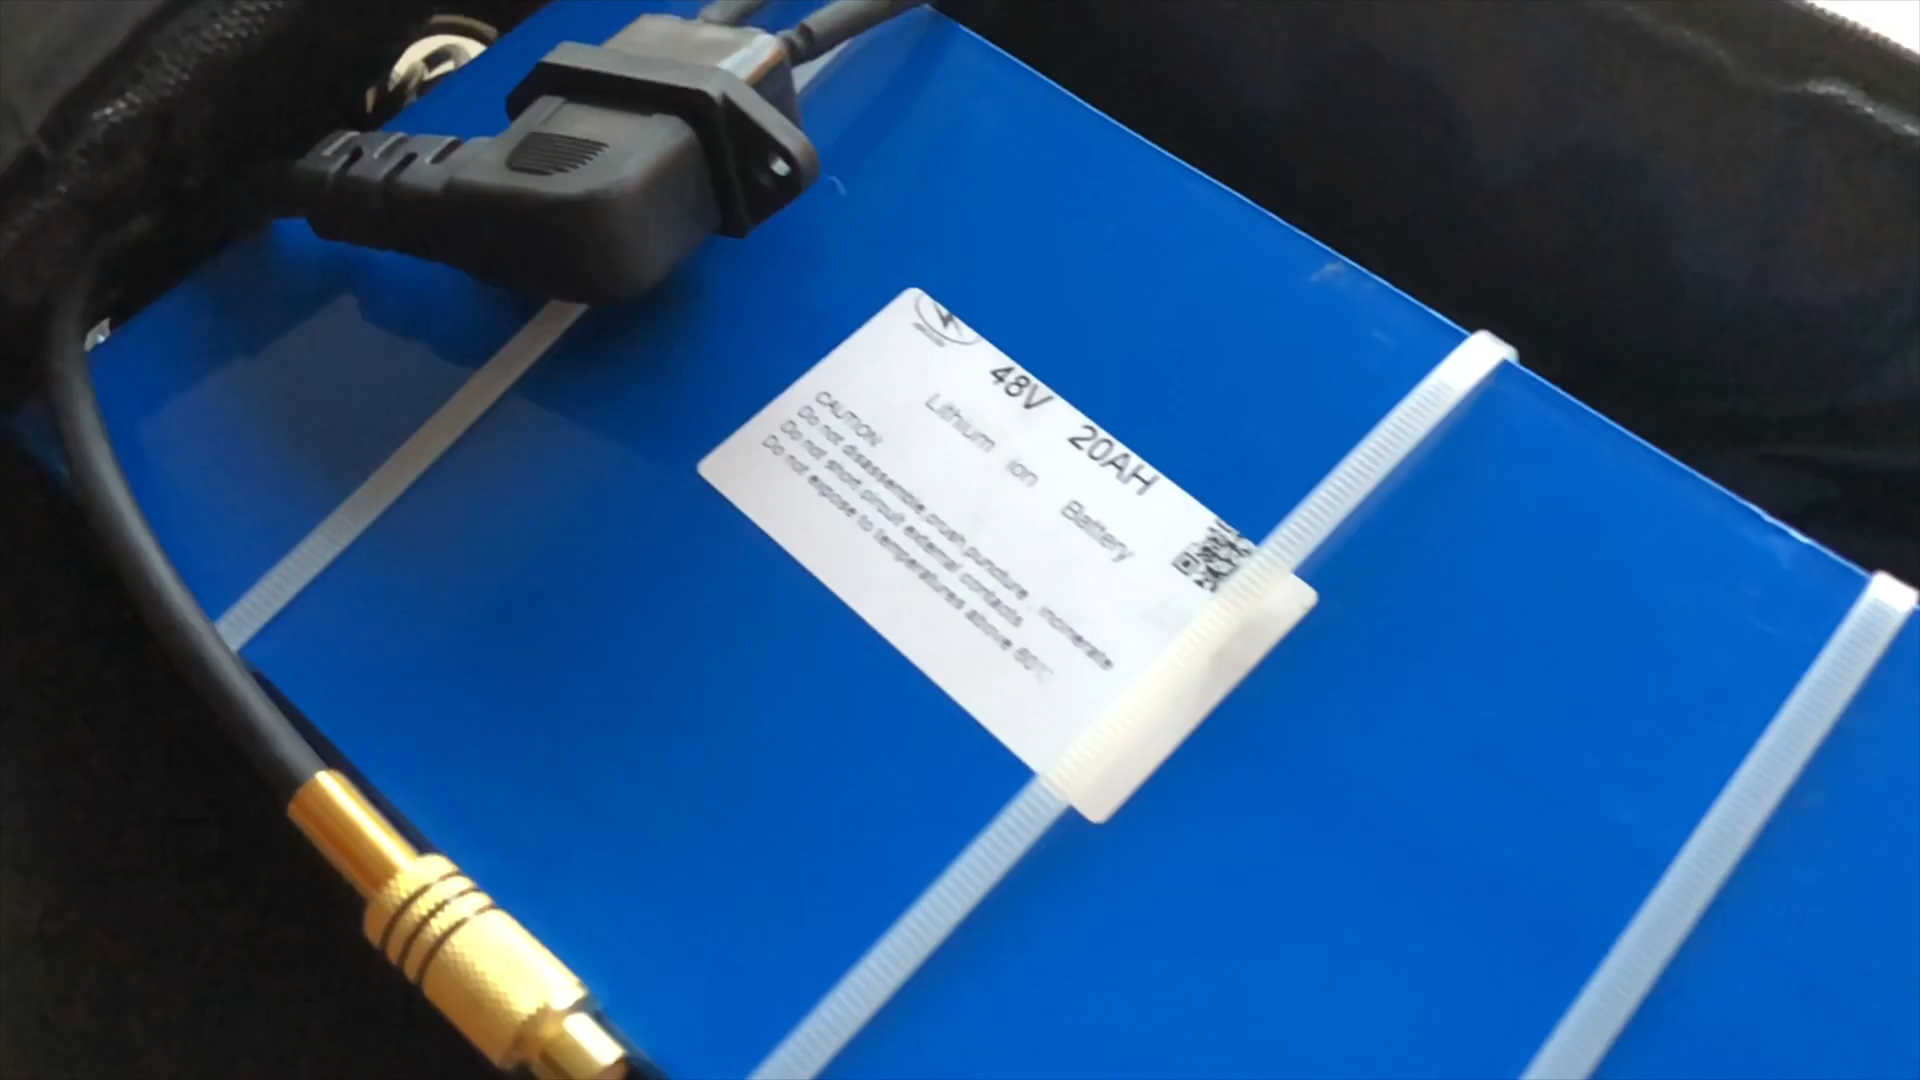 48V 20AH
Lithium ion Battery
CAUTION:
Do not disassemble,crush,puncture, incinerate
Do not short circuit external contacts
Do not expose to temperatures above 60℃